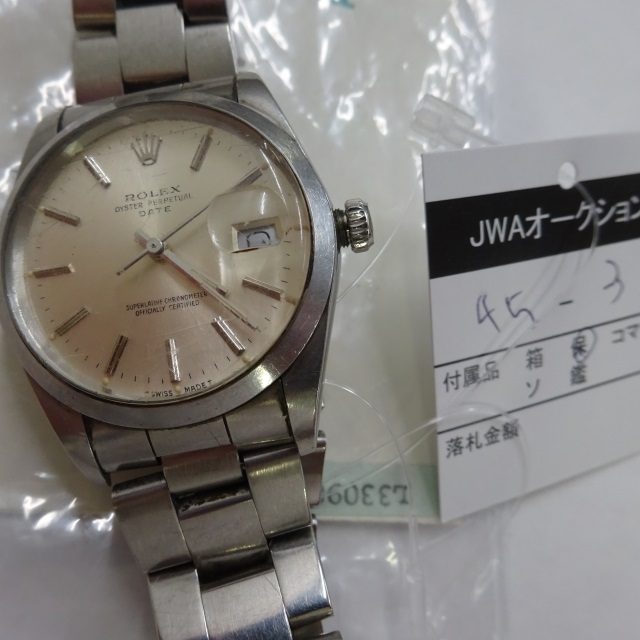 ROLEX
OYSTER PERPETUAL
DATE
SUPERLATIVE CHRONOMETER
OFFICIALLY CERTIFIED
T SWISS MADE T
JWAオークション
45-3
付属品 箱 保 コマ
ソ
落札金額
L3309